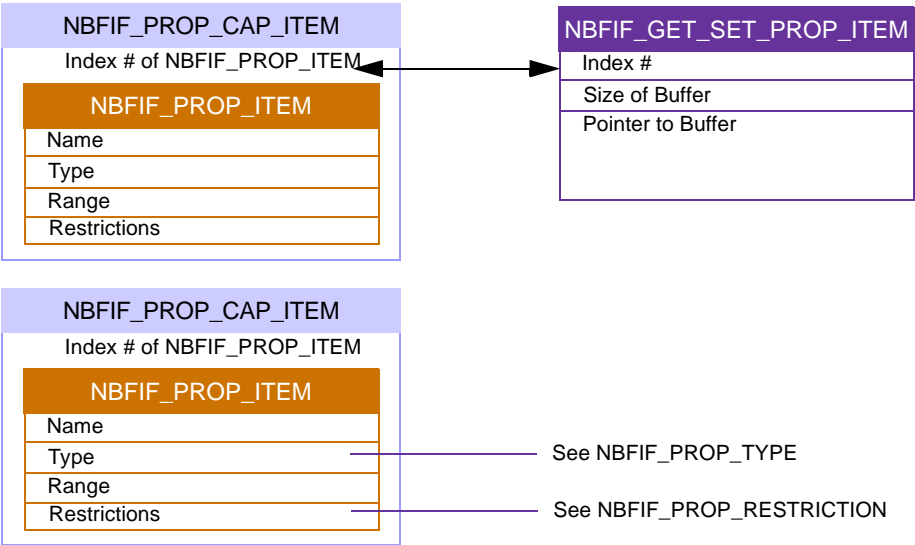 NBFIF_PROP_CAP_ITEM
Index # of NBFIF_PROP_ITEM
NBFIF_PROP_ITEM
Name
Type
Range
Restrictions
NBFIF_GET_SET_PROP_ITEM
Index #
Size of Buffer
Pointer to Buffer
NBFIF_PROP_CAP_ITEM
Index # of NBFIF_PROP_ITEM
NBFIF_PROP_ITEM
Name
Type
Range
Restrictions
See NBFIF_PROP_TYPE
See NBFIF_PROP_RESTRICTION